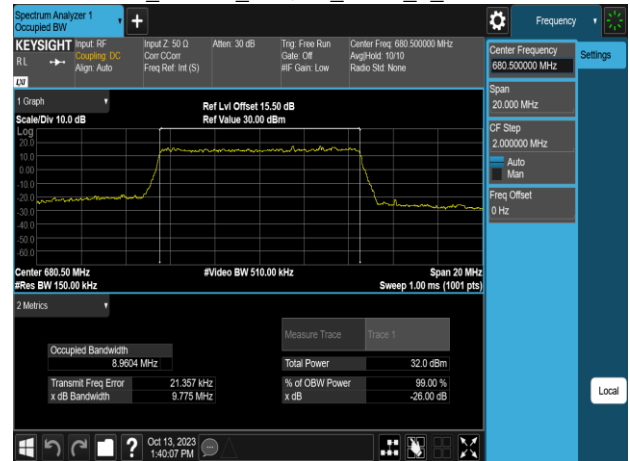 Spectrum Analyzer 1
Occupied BW
Frequency
KEYSIGHT
RL
LXI
Input: RF
Coupling: DC
Align: Auto
Input Z: 50 Ω
Corr CCorr
Freq Ref: Int (S)
Atten: 30 dB
Trig: Free Run
Gate: Off
#IF Gain: Low
Center Freq: 680.500000 MHz
Avg|Hold: 10/10
Radio Std: None
Center Frequency
680.500000 MHz
Settings
Span
20.000 MHz
CF Step
2.000000 MHz
Auto
Man
Freq Offset
0 Hz
1 Graph
Scale/Div 10.0 dB
Ref Lvl Offset 15.50 dB
Ref Value 30.00 dBm
Log
20.0
10.0
0.00
-10.0
-20.0
-30.0
-40.0
-50.0
-60.0
Center 680.50 MHz
#Video BW 510.00 kHz
Span 20 MHz
#Res BW 150.00 kHz
Sweep 1.00 ms (1001 pts)
2 Metrics
Measure Trace
Trace 1
Occupied Bandwidth
8.9604 MHz
Total Power
32.0 dBm
Transmit Freq Error
21.357 kHz
% of OBW Power
99.00 %
x dB Bandwidth
9.775 MHz
x dB
-26.00 dB
Local
?
Oct 13, 2023
1:40:07 PM